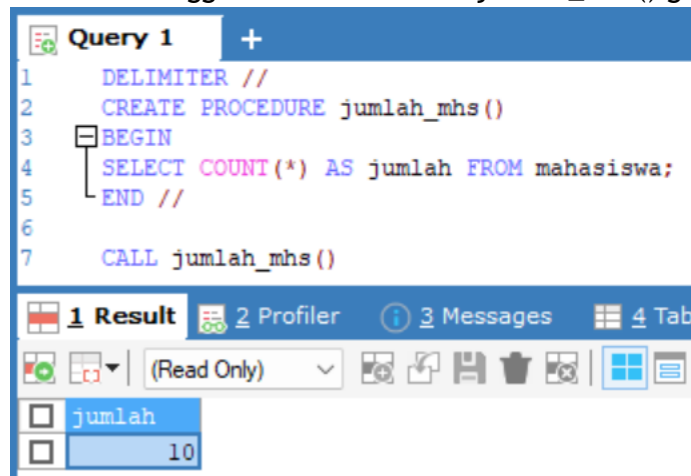 Query 1 +
1 DELIMITER //
2 CREATE PROCEDURE jumlah_mhs()
3 BEGIN
4 SELECT COUNT(*) AS jumlah FROM mahasiswa;
5 END //
6
7 CALL jumlah_mhs()
1 Result 2 Profiler 3 Messages 4 Tab
(Read Only)
jumlah
10